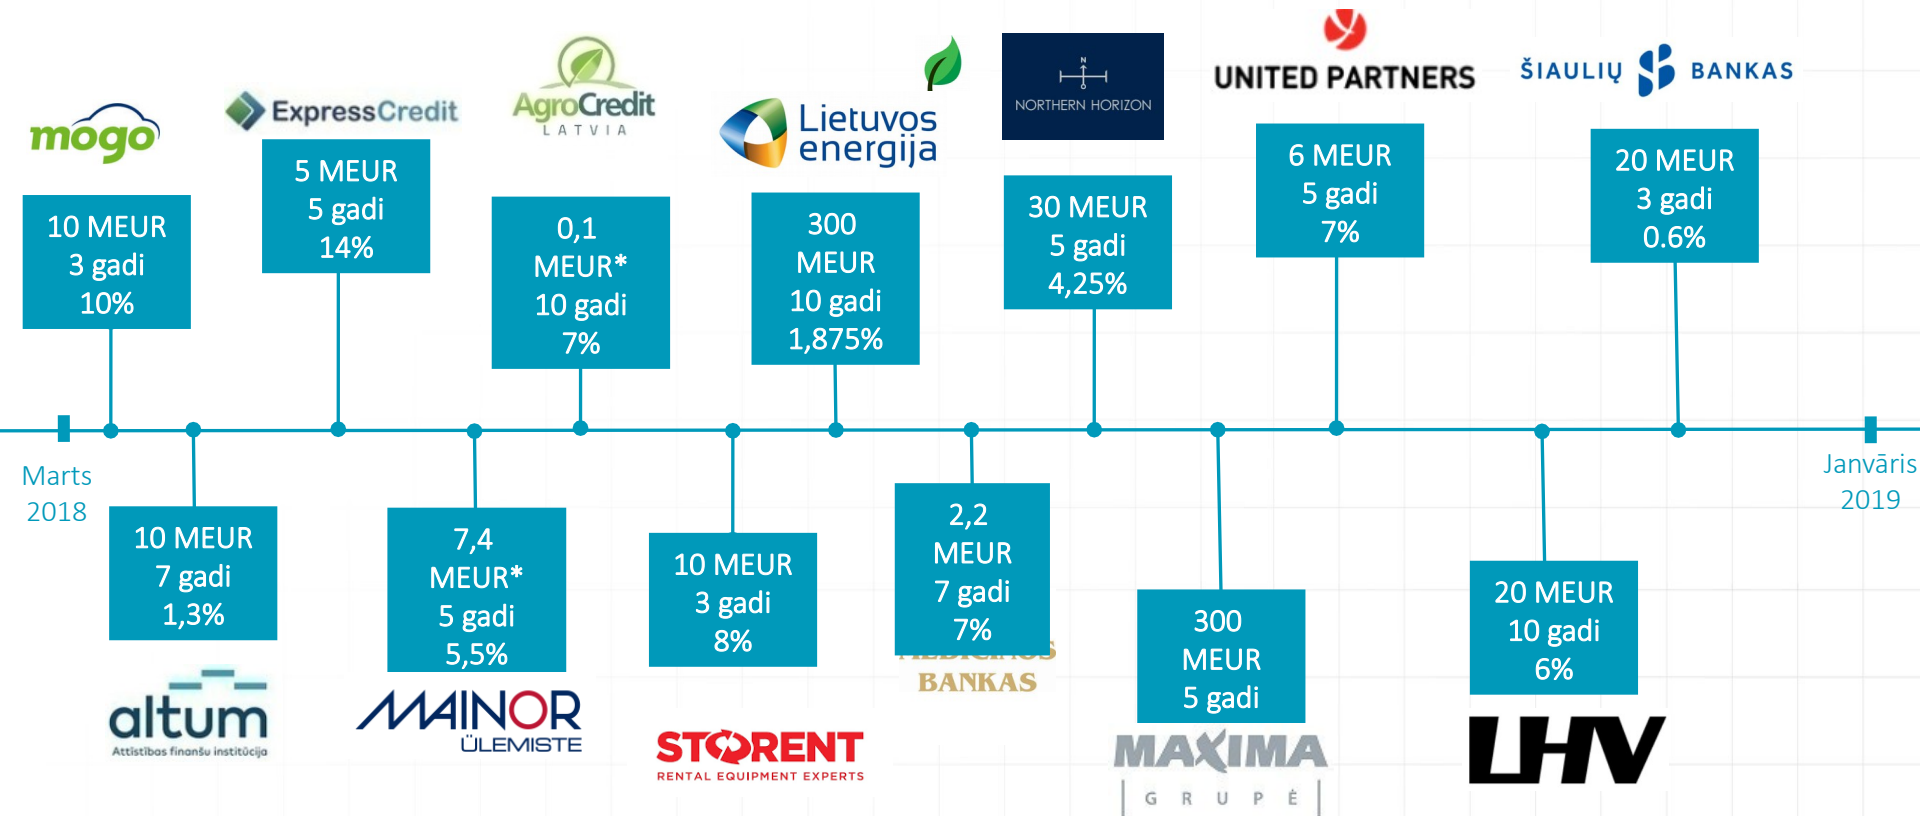 mogo
10 MEUR
3 gadi
10%
ExpressCredit
5 MEUR
5 gadi
14%
AgroCredit
LATVIA
0,1
MEUR*
10 gadi
7%
Lietuvos
energija
300
MEUR
10 gadi
1,875%
N
NORTHERN HORIZON
30 MEUR
5 gadi
4,25%
UNITED PARTNERS
6 MEUR
5 gadi
7%
ŠIAULIŲ BANKAS
20 MEUR
3 gadi
0.6%
Marts
2018
Janvāris
2019
10 MEUR
7 gadi
1,3%
altum
Attīstības finanšu institūcija
7,4
MEUR*
5 gadi
5,5%
MAINOR
ÜLEMISTE
10 MEUR
3 gadi
8%
STORENT
RENTAL EQUIPMENT EXPERTS
2,2
MEUR
7 gadi
7%
BANKAS
300
MEUR
5 gadi
MAXIMA
GRUPĖ
20 MEUR
10 gadi
6%
LHV